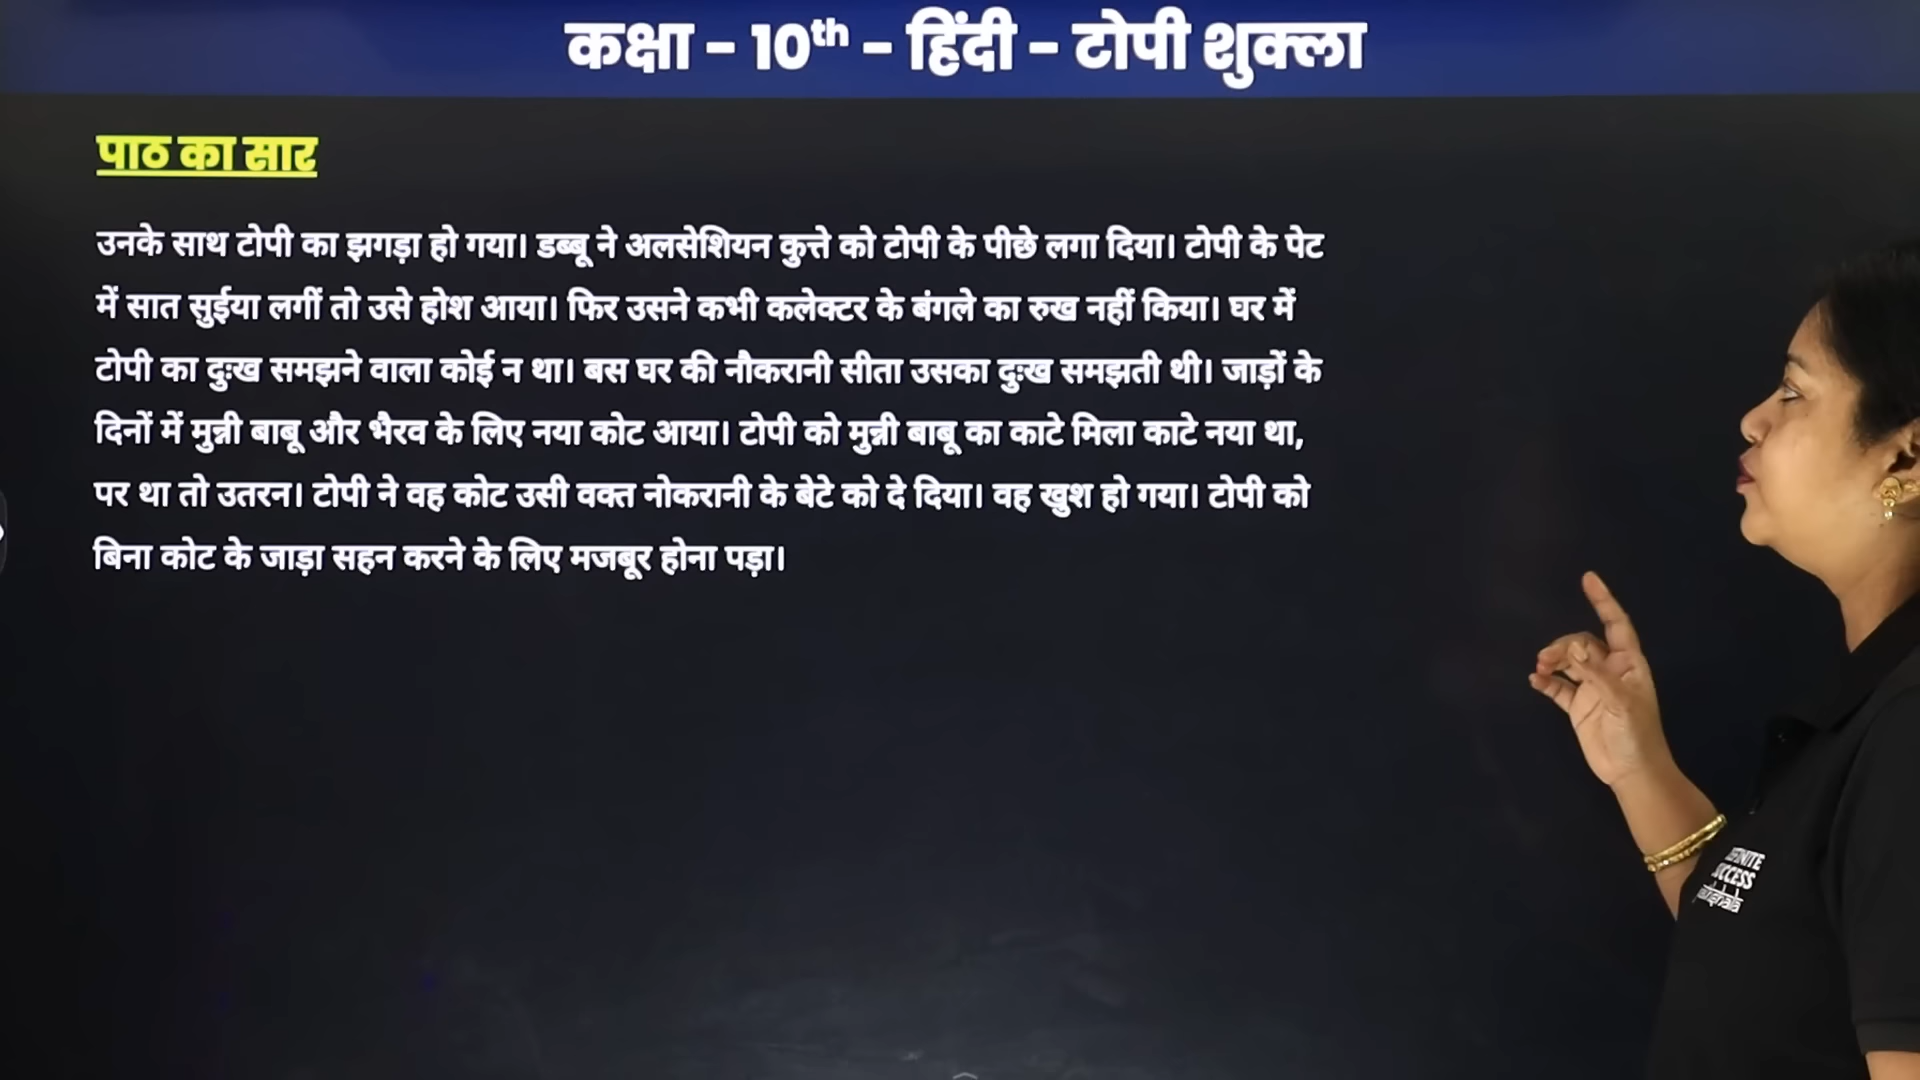 कक्षा - 10th - हिंदी - टोपी शुक्ला
पाठ का सार
उनके साथ टोपी का झगड़ा हो गया। डब्बू ने अलसेशियन कुत्ते को टोपी के पीछे लगा दिया। टोपी के पेट
में सात सुईया लगीं तो उसे होश आया। फिर उसने कभी कलेक्टर के बंगले का रुख नहीं किया। घर में
टोपी का दुःख समझने वाला कोई न था। बस घर की नौकरानी सीता उसका दुःख समझती थी। जाड़ों के
दिनों में मुन्नी बाबू और भैरव के लिए नया कोट आया। टोपी को मुन्नी बाबू का काटे मिला काटे नया था,
पर था तो उतरन। टोपी ने वह कोट उसी वक्त नोकरानी के बेटे को दे दिया। वह खुश हो गया। टोपी को
बिना कोट के जाड़ा सहन करने के लिए मजबूर होना पड़ा।